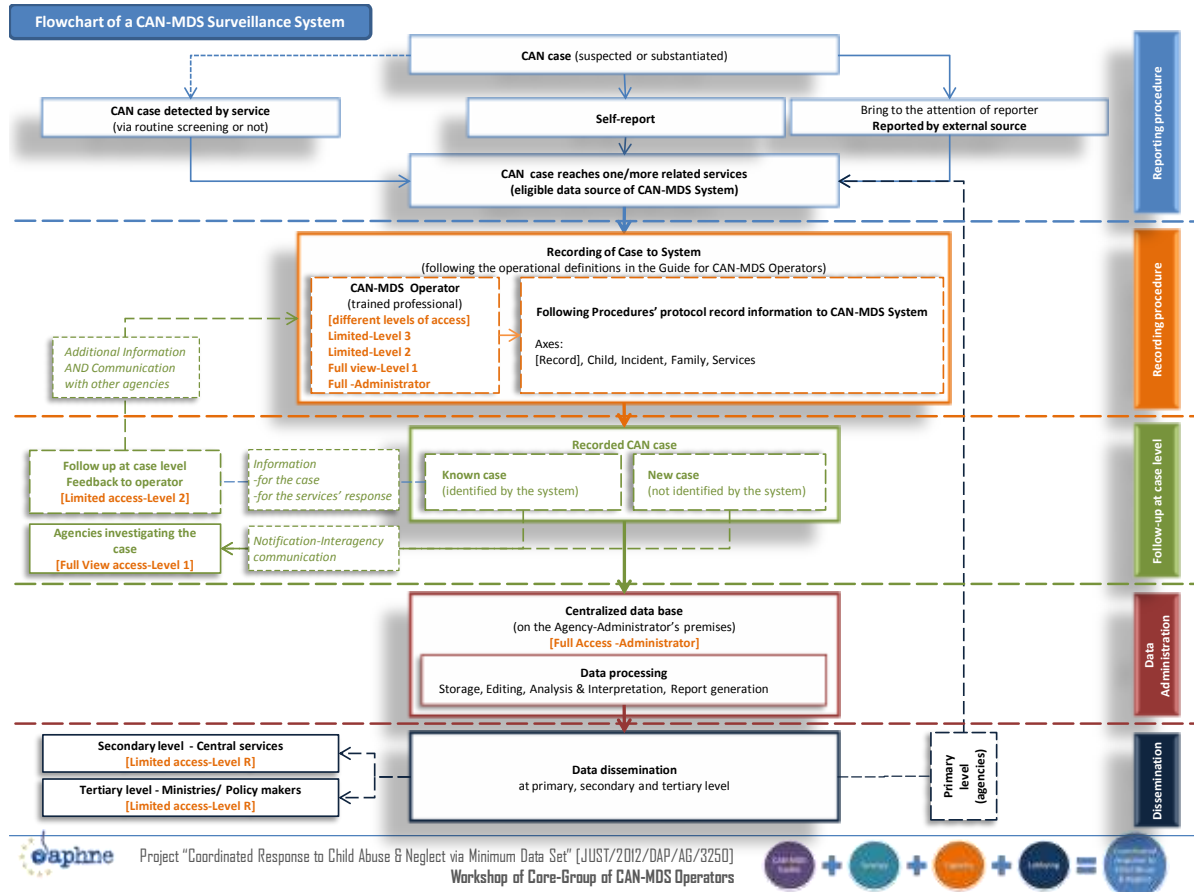 Flowchart of a CAN-MDS Surveillance System
CAN case (suspected or substantiated)
CAN case detected by service
(via routine screening or not)
Self-report
Bring to the attention of reporter
Reported by external source
CAN case reaches one/more related services
(eligible data source of CAN-MDS System)
Reporting procedure
Recording of Case to System
(following the operational definitions in the Guide for CAN-MDS Operators)
CAN-MDS Operator
(trained professional)
[different levels of access]
Limited-Level 3
Limited-Level 2
Full view-Level 1
Full -Administrator
Following Procedures' protocol record information to CAN-MDS System
Axes:
[Record], Child, Incident, Family, Services
Recording procedure
Additional Information
AND Communication
with other agencies
Recorded CAN case
Known case
(identified by the system)
New case
(not identified by the system)
Follow up at case level
Feedback to operator
[Limited access-Level 2]
Information
-for the case
-for the services' response
Agencies investigating the
case
[Full View access-Level 1]
Notification-Interagency
communication
Follow-up at case level
Centralized data base
(on the Agency-Administrator's premises)
[Full Access -Administrator]
Data processing
Storage, Editing, Analysis & Interpretation, Report generation
Data
Administration
Secondary level - Central services
[Limited access-Level R]
Tertiary level - Ministries/ Policy makers
[Limited access-Level R]
Data dissemination
at primary, secondary and tertiary level
Primary
level
(agencies)
Dissemination
daphne
Project "Coordinated Response to Child Abuse & Neglect via Minimum Data Set" [JUST/2012/DAP/AG/3250]
Workshop of Core-Group of CAN-MDS Operators
+
+
+
=